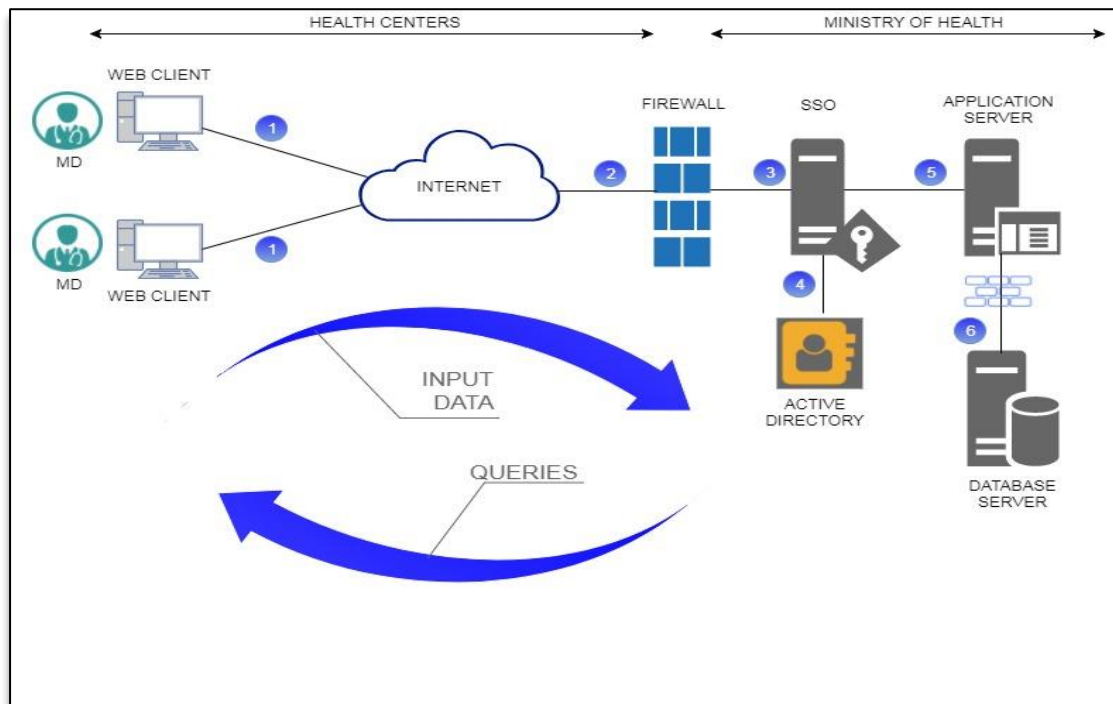 HEALTH CENTERS
MINISTRY OF HEALTH
WEB CLIENT
MD
1
FIREWALL
SSO
APPLICATION
SERVER
INTERNET
2
3
5
MD
1
WEB CLIENT
4
6
INPUT
DATA
ACTIVE
DIRECTORY
QUERIES
DATABASE
SERVER